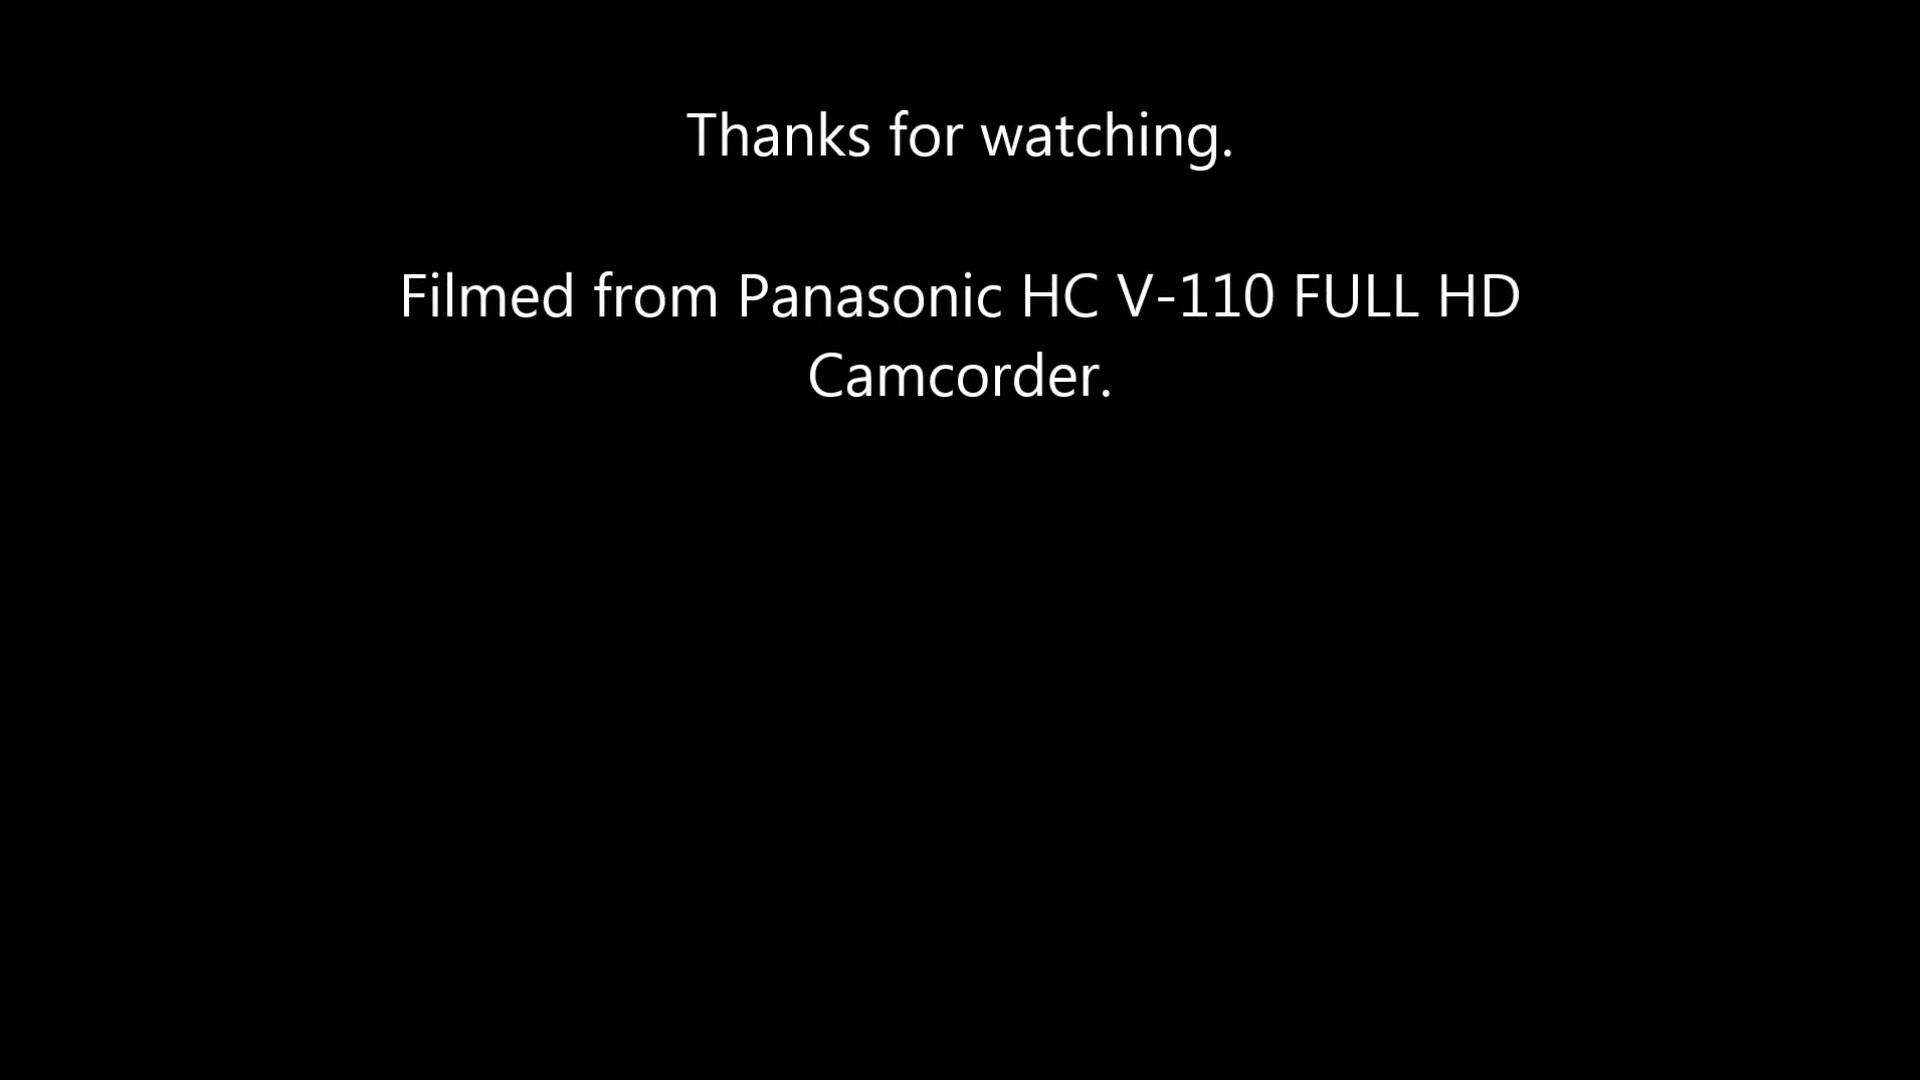 Thanks for watching.
Filmed from Panasonic HC V-110 FULL HD
Camcorder.